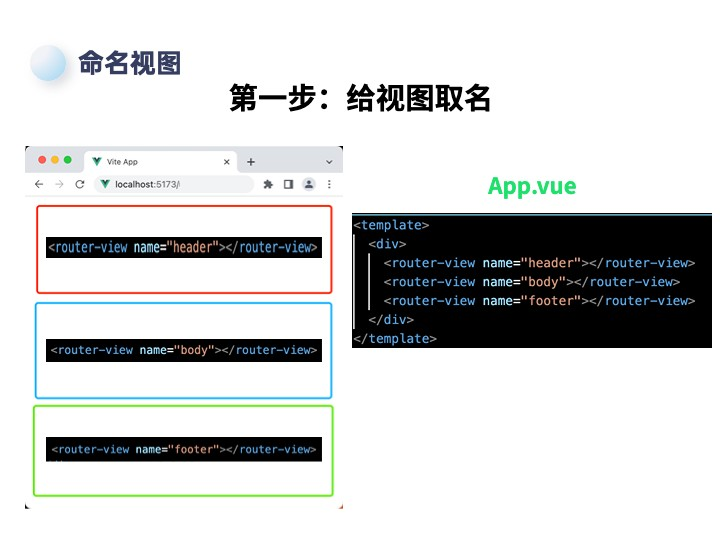 命名视图
第一步：给视图取名
Vite App
localhost:5173/
<router-view name="header"></router-view>
<router-view name="body"></router-view>
<router-view name="footer"></router-view>
App.vue
<template>
<div>
<router-view name="header"></router-view>
<router-view name="body"></router-view>
<router-view name="footer"></router-view>
</div>
</template>